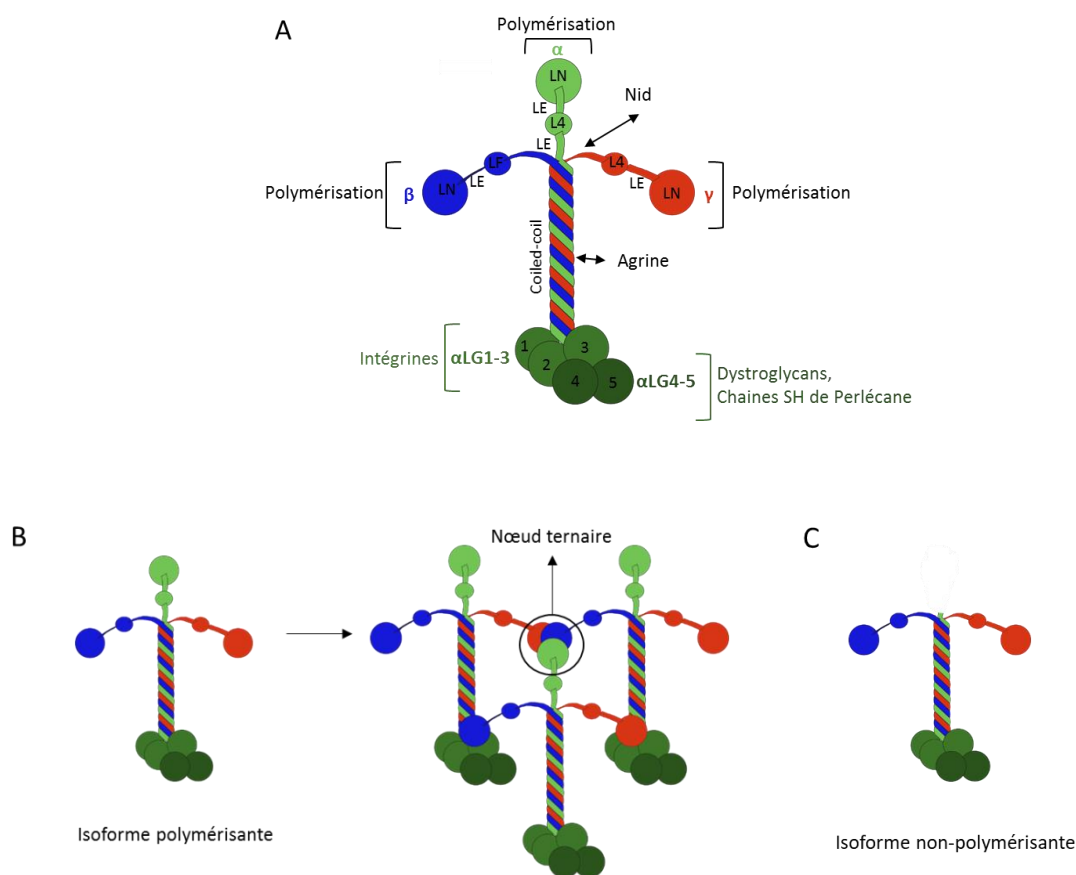 A
Polymérisation
α
LN
LE
L4
LE
Nid
Polymérisation
β
LN
LE
LF
L4
LE
LN
γ
Polymérisation
Coiled-coil
Agrine
Intégrines
αLG1-3
1
2
3
4
5
αLG4-5
Dystroglycans,
Chaines SH de Perlécane
B
Nœud ternaire
C
Isoforme polymérisante
Isoforme non-polymérisante